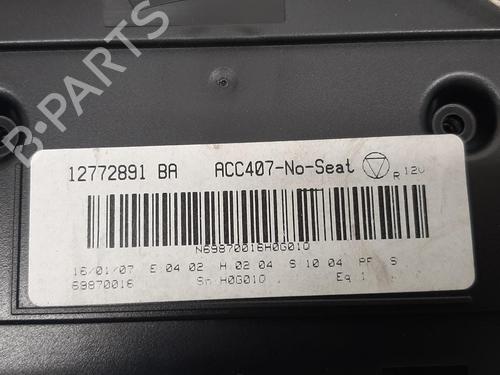 B-PARTS
12772891 BA ACC407-No-Seat R 12V
N69870016H0G010
16/01/07 E:04 02 H:02 04 S:10 04 PF S
69870016 Sn H0G010 Eq 1